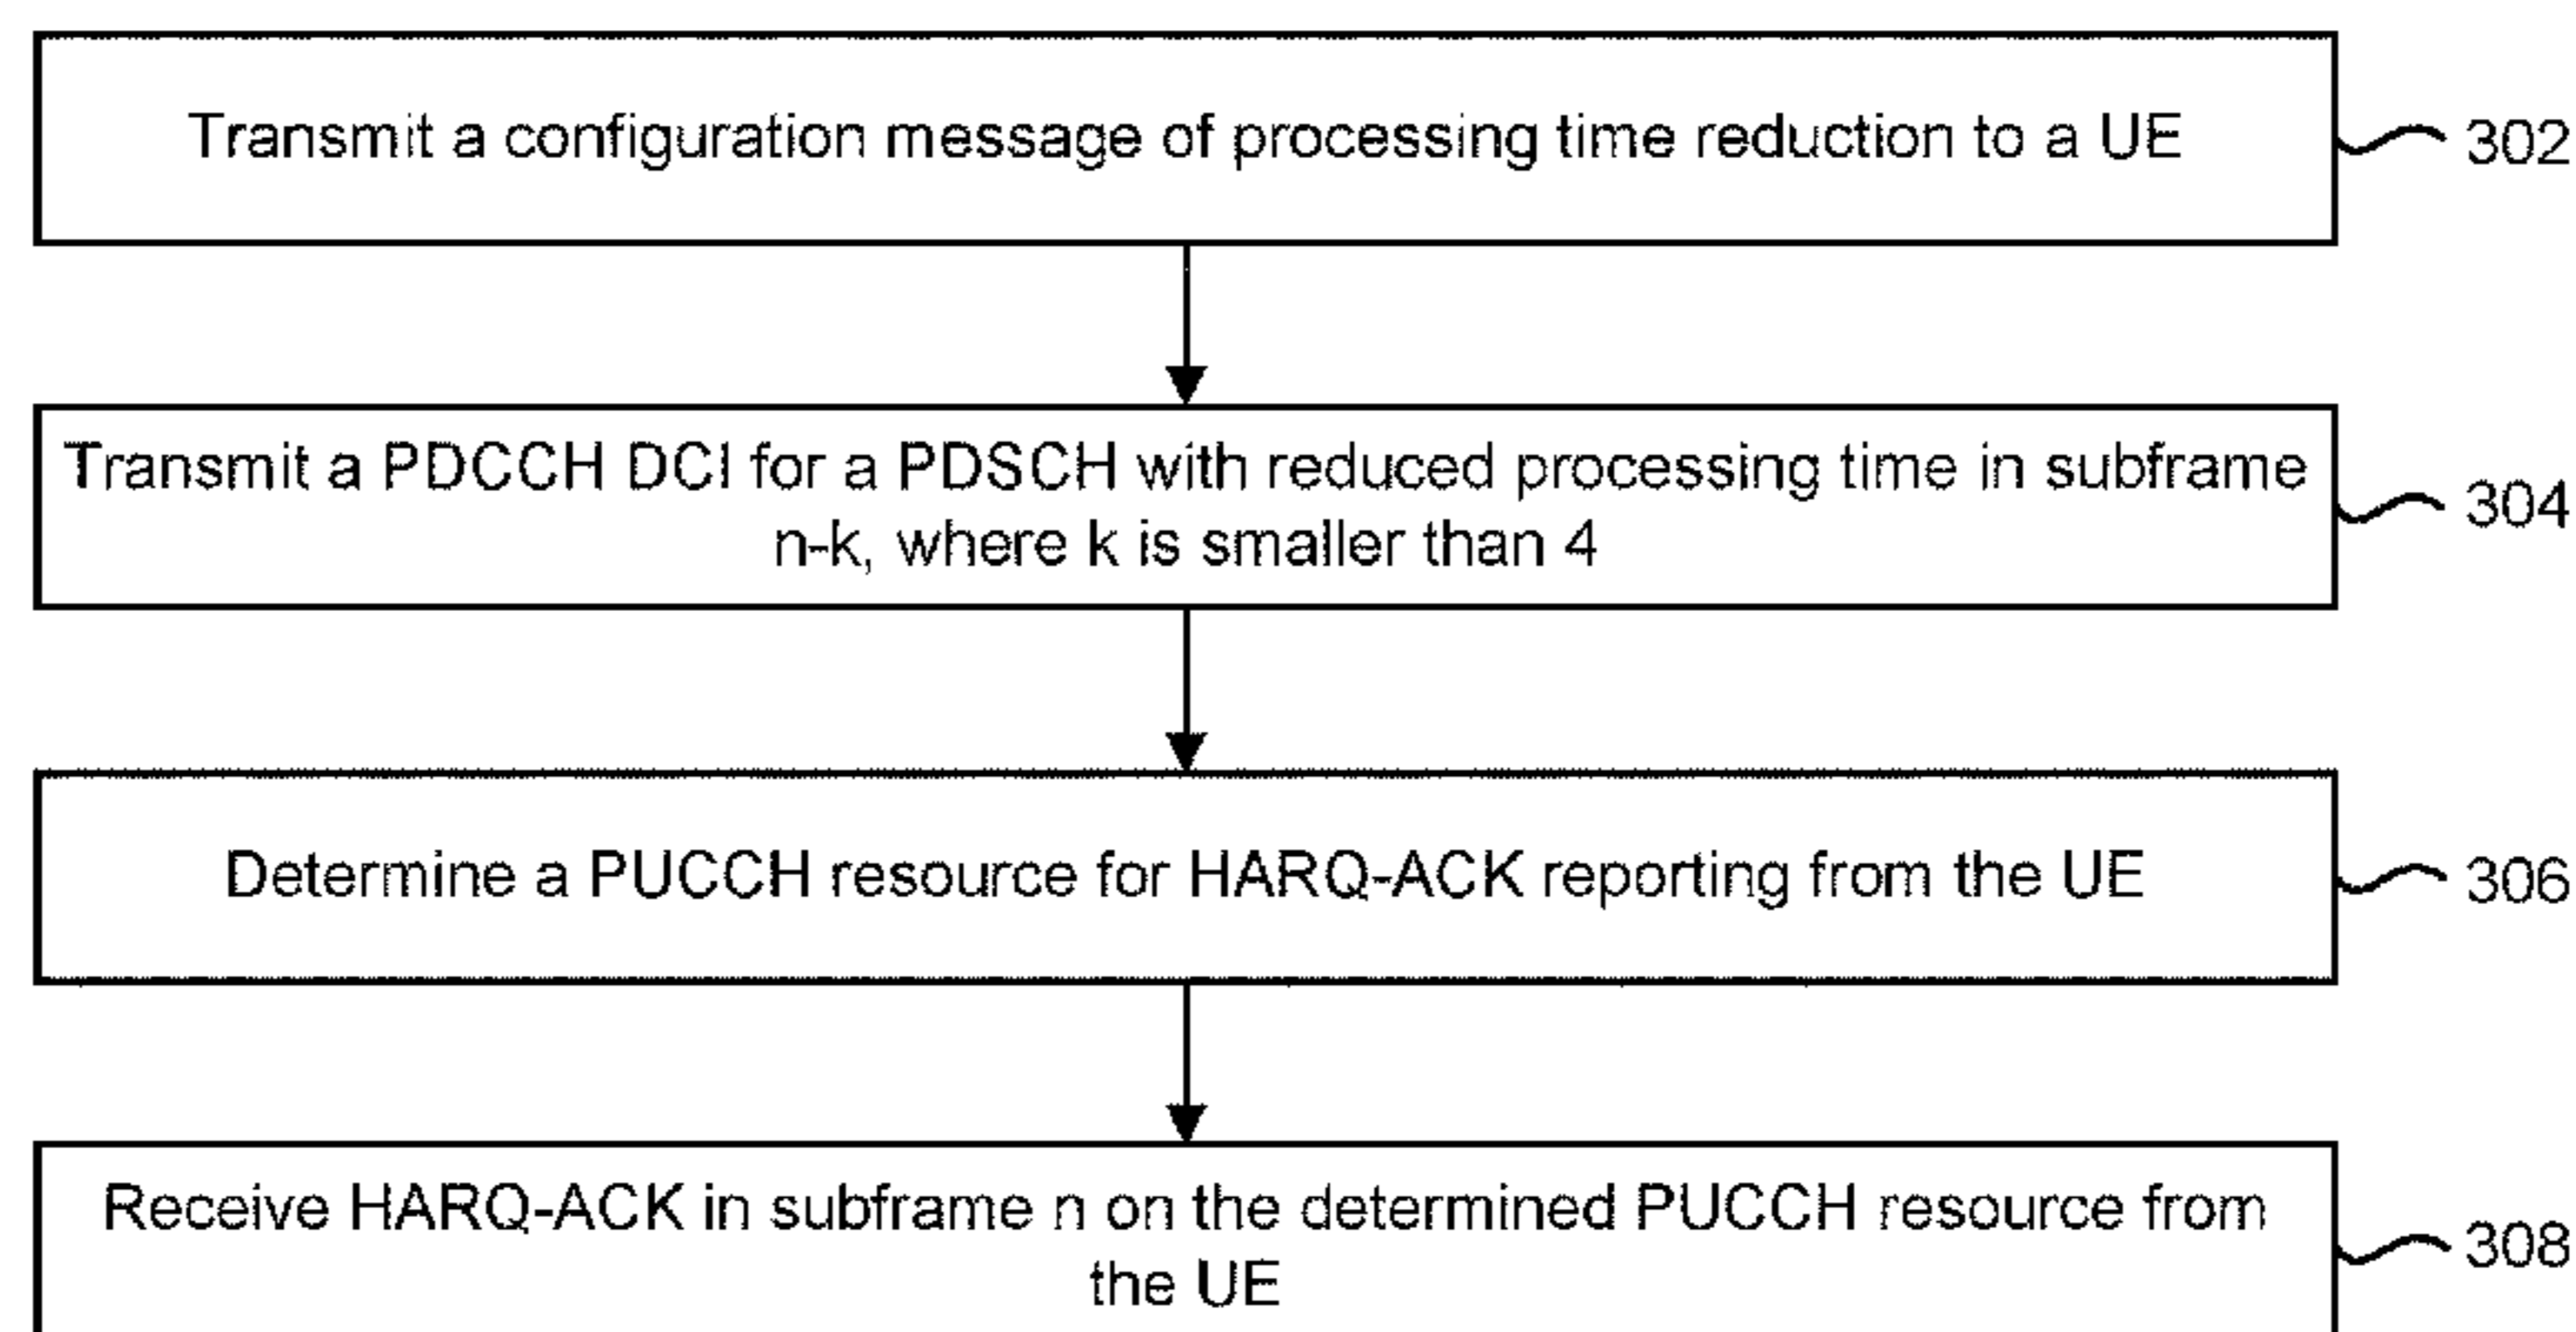 Transmit a configuration message of processing time reduction to a UE
302
Transmit a PDCCH DCI for a PDSCH with reduced processing time in subframe
n-k, where k is smaller than 4
304
Determine a PUCCH resource for HARQ-ACK reporting from the UE
306
Receive HARQ-ACK in subframe n on the determined PUCCH resource from
the UE
308